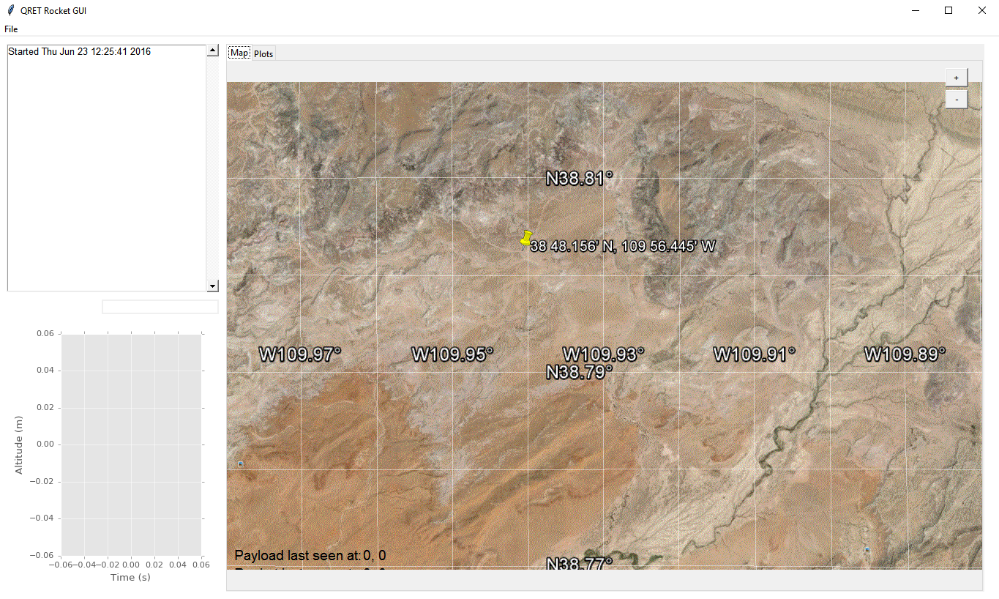 QRET Rocket GUI
File
Started Thu Jun 23 12:25:41 2016
Map
Plots
+
-
N38.81°
38 48.156' N, 109 56.445' W
W109.97° W109.95° W109.93° W109.91° W109.89°
N38.79°
Payload last seen at: 0, 0
N38.77°
0.06
0.04
0.02
0.00
−0.02
−0.04
−0.06
Altitude (m)
−0.06 −0.04 −0.02 0.00 0.02 0.04 0.06
Time (s)